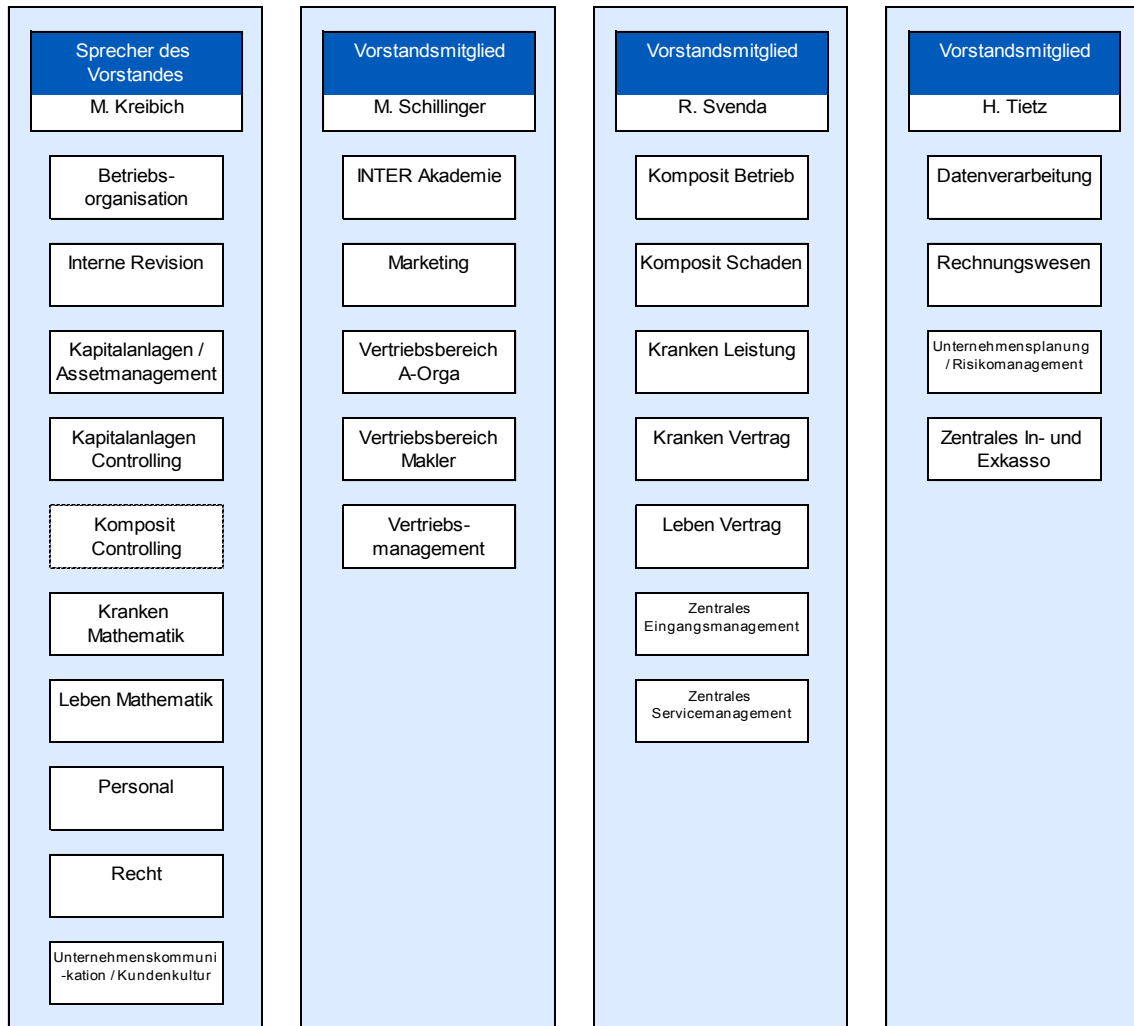 Sprecher des
Vorstandes
M. Kreibich
Betriebs-
organisation
Interne Revision
Kapitalanlagen /
Assetmanagement
Kapitalanlagen
Controlling
Komposit
Controlling
Kranken
Mathematik
Leben Mathematik
Personal
Recht
Unternehmenskommuni
-kation / Kundenkultur
Vorstandsmitglied
M. Schillinger
INTER Akademie
Marketing
Vertriebsbereich
A-Orga
Vertriebsbereich
Makler
Vertriebs-
management
Vorstandsmitglied
R. Svenda
Komposit Betrieb
Komposit Schaden
Kranken Leistung
Kranken Vertrag
Leben Vertrag
Zentrales
Eingangsmanagement
Zentrales
Servicemanagement
Vorstandsmitglied
H. Tietz
Datenverarbeitung
Rechnungswesen
Unternehmensplanung
/ Risikomanagement
Zentrales In- und
Exkasso